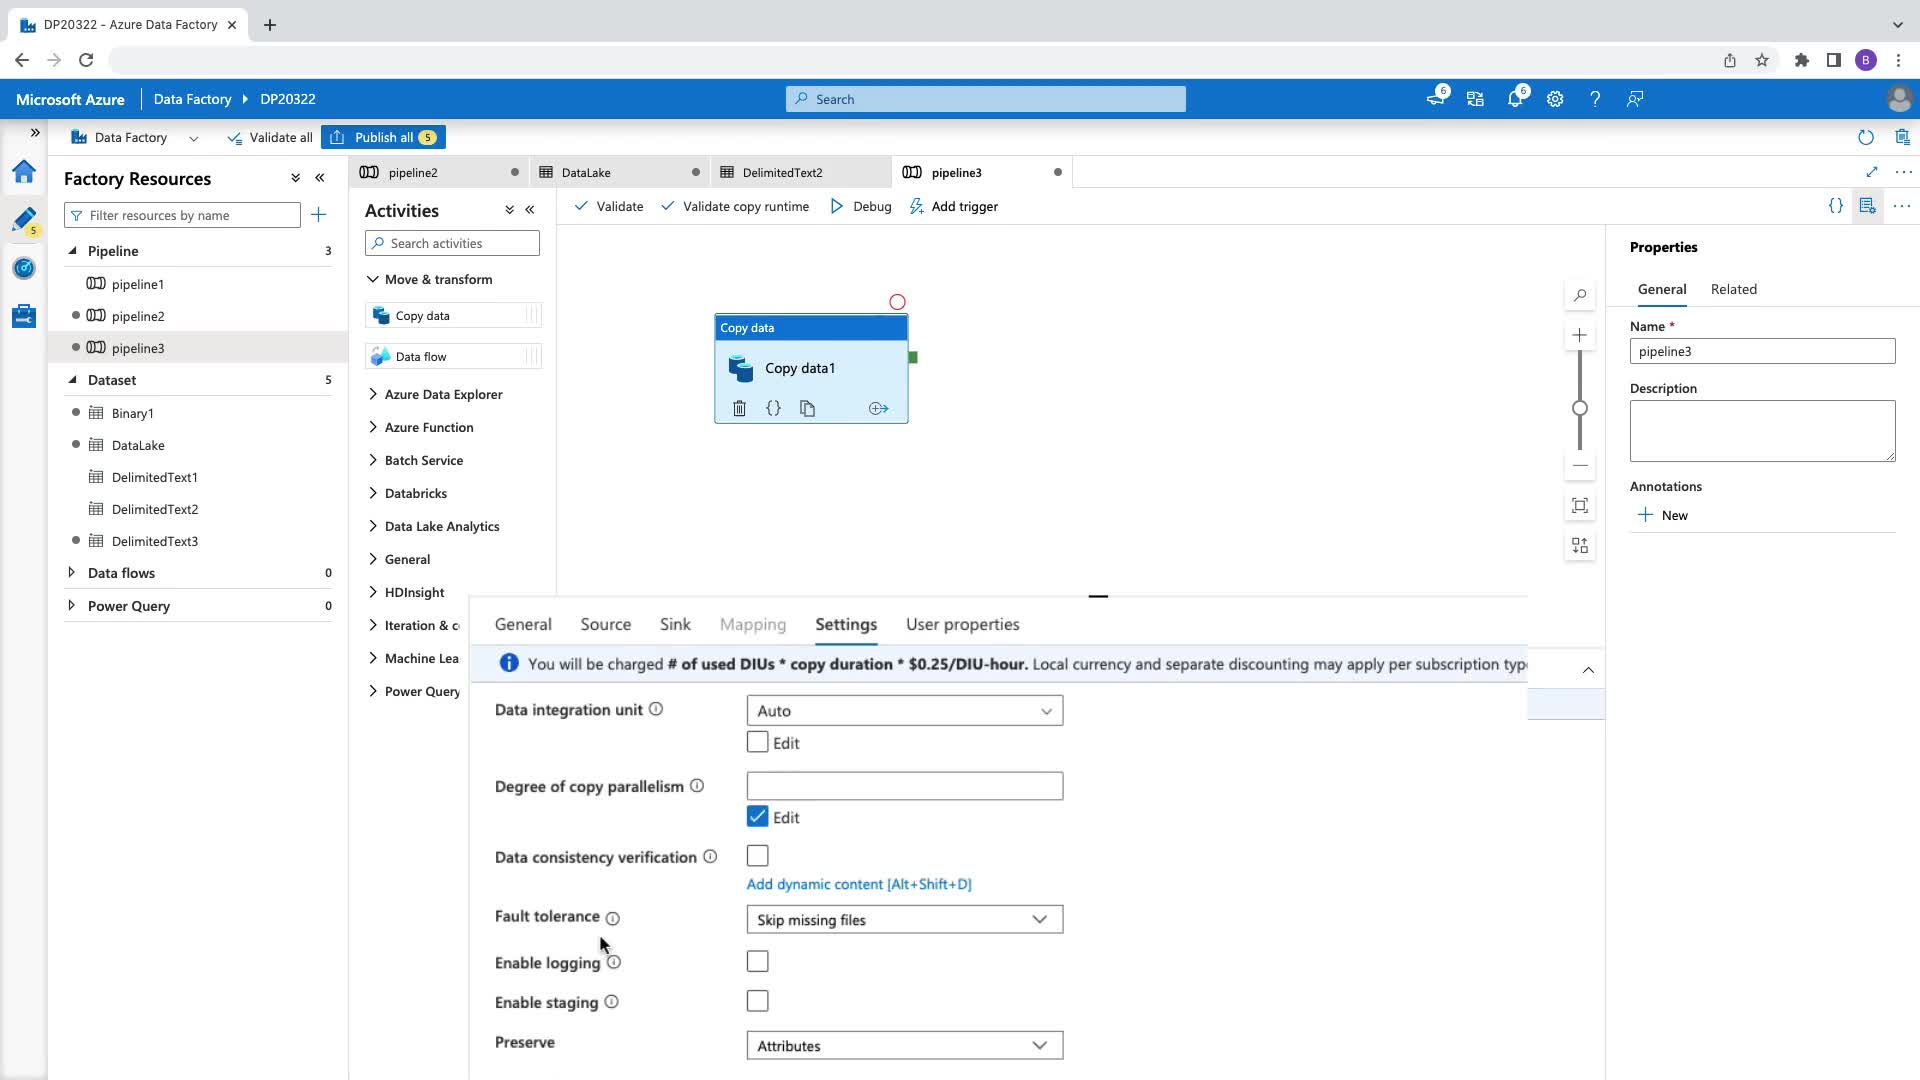 DP20322 - Azure Data Factory
B
Microsoft Azure
Data Factory
DP20322
Search
6
6
Data Factory
Validate all
Publish all
5
Factory Resources
Filter resources by name
5
Pipeline
3
pipeline1
pipeline2
pipeline3
Dataset
5
Binary1
DataLake
DelimitedText1
DelimitedText2
DelimitedText3
Data flows
0
Power Query
0
pipeline2
DataLake
DelimitedText2
pipeline3
Activities
Search activities
Move & transform
Copy data
Data flow
Azure Data Explorer
Azure Function
Batch Service
Databricks
Data Lake Analytics
General
HDInsight
Iteration & c
Machine Lea
Power Query
Validate
Validate copy runtime
Debug
Add trigger
Copy data
Copy data1
General
Source
Sink
Mapping
Settings
User properties
You will be charged # of used DIUs * copy duration * $0.25/DIU-hour. Local currency and separate discounting may apply per subscription type
Data integration unit
Auto
Edit
Degree of copy parallelism
Edit
Data consistency verification
Add dynamic content [Alt+Shift+D]
Fault tolerance
Skip missing files
Enable logging
Enable staging
Preserve
Attributes
Properties
General
Related
Name *
pipeline3
Description
Annotations
New